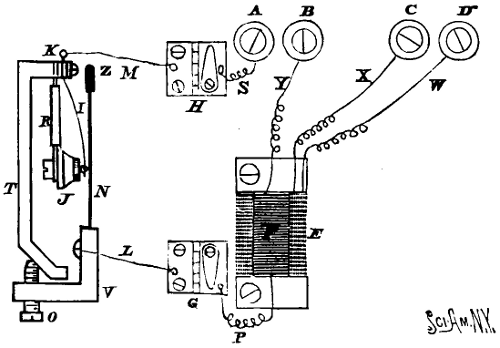 A B C D
K Z M H S Y X W
I
R
J N
T F E
L
V G
O P
SCI-AM. N.Y.